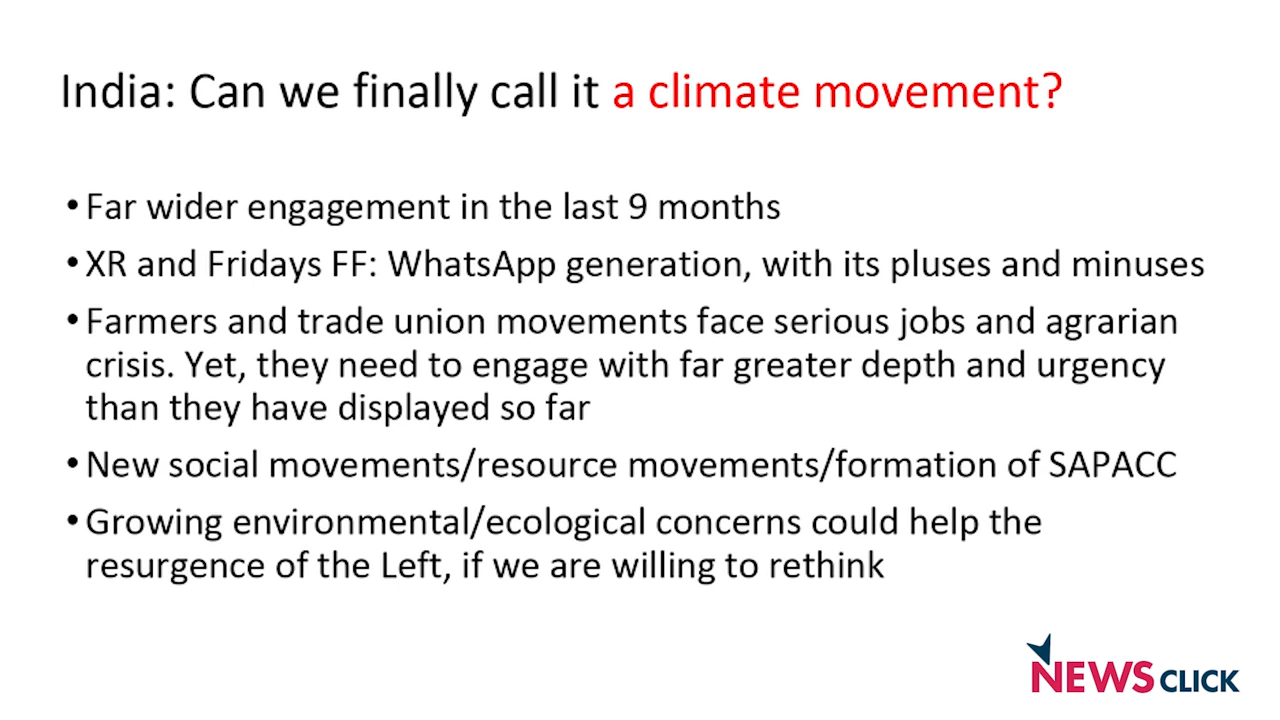 India: Can we finally call it a climate movement?
• Far wider engagement in the last 9 months
• XR and Fridays FF: WhatsApp generation, with its pluses and minuses
• Farmers and trade union movements face serious jobs and agrarian
crisis. Yet, they need to engage with far greater depth and urgency
than they have displayed so far
• New social movements/resource movements/formation of SAPACC
• Growing environmental/ecological concerns could help the
resurgence of the Left, if we are willing to rethink
NEWS CLICK